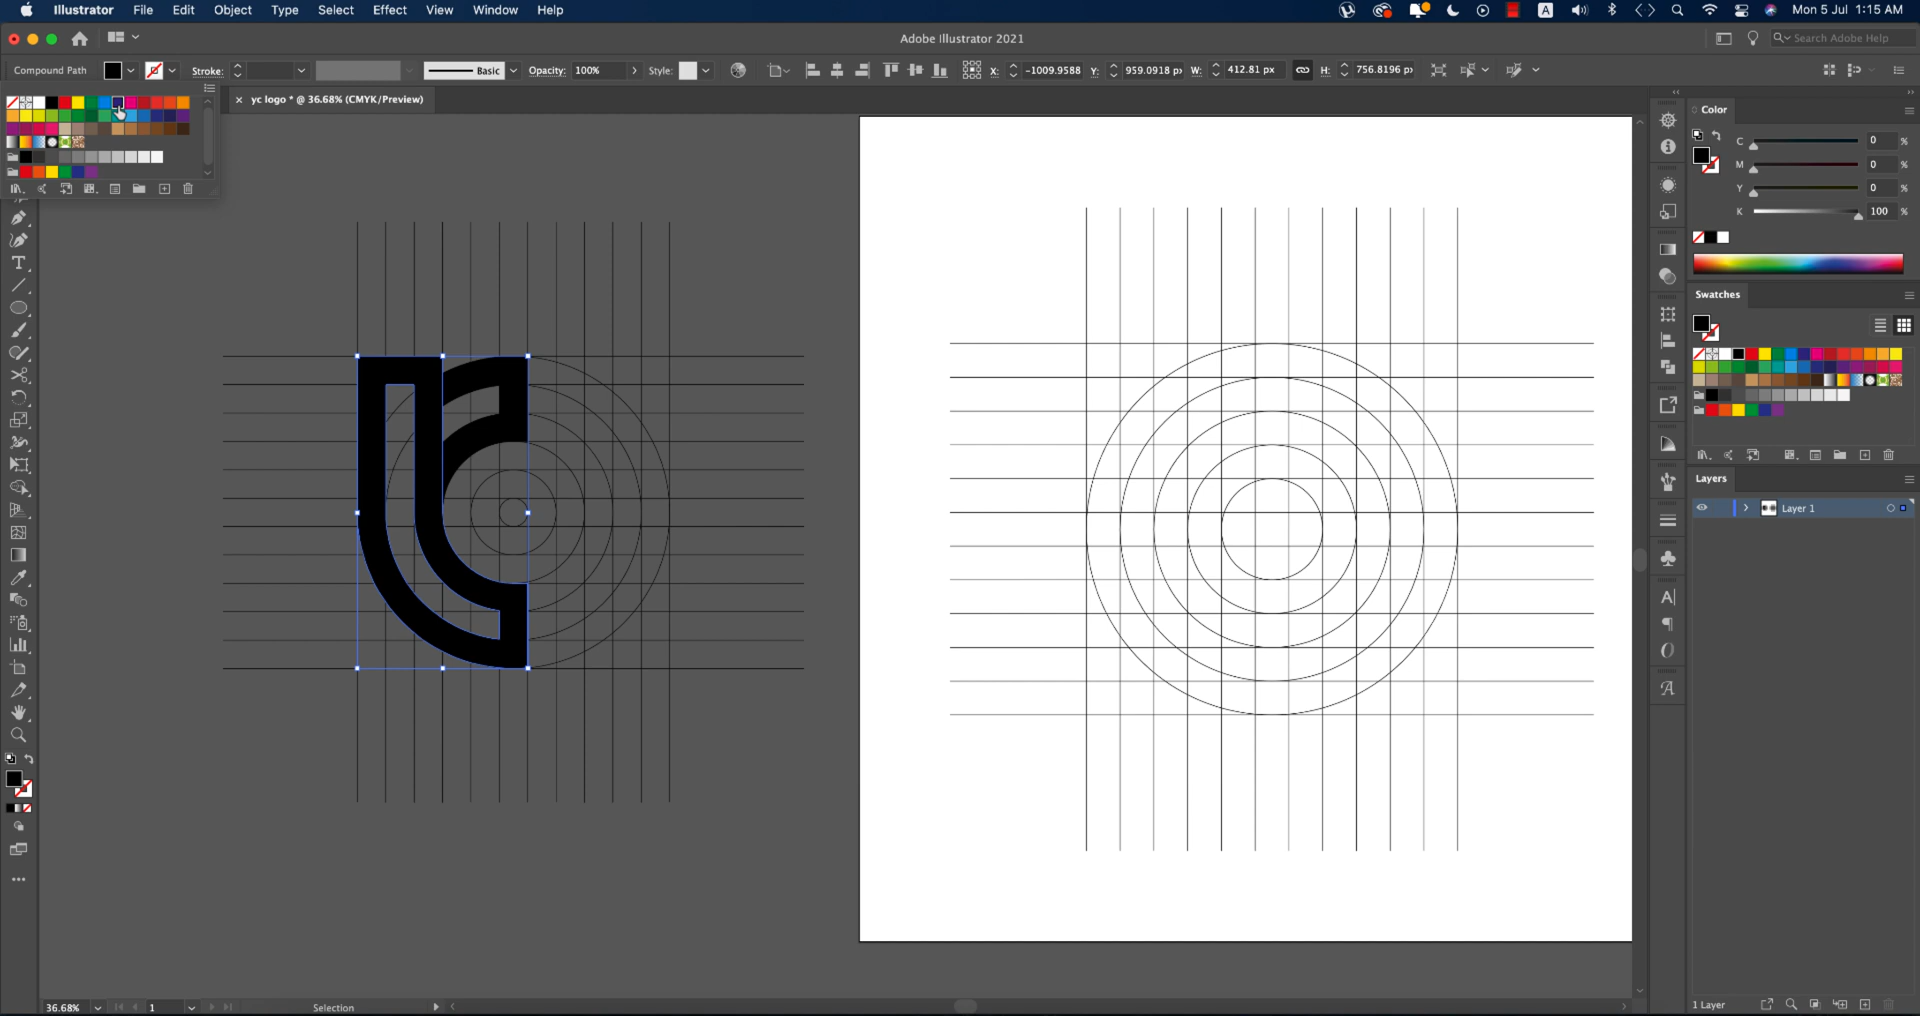 Illustrator File Edit Object Type Select Effect View Window Help
A
Mon 5 Jul 1:15 AM
Adobe Illustrator 2021
Search Adobe Help
Compound Path
Stroke:
Basic
Opacity: 100%
Style:
X: -1009.9588
Y: 959.0918 p
W: 412.81 px
H: 756.8196 p
× yc logo * @ 36.68% (CMYK/Preview)
Color
C 0 %
M 0 %
Y 0 %
K 100 %
Swatches
Layers
Layer 1
36.68%
1
Selection
1 Layer